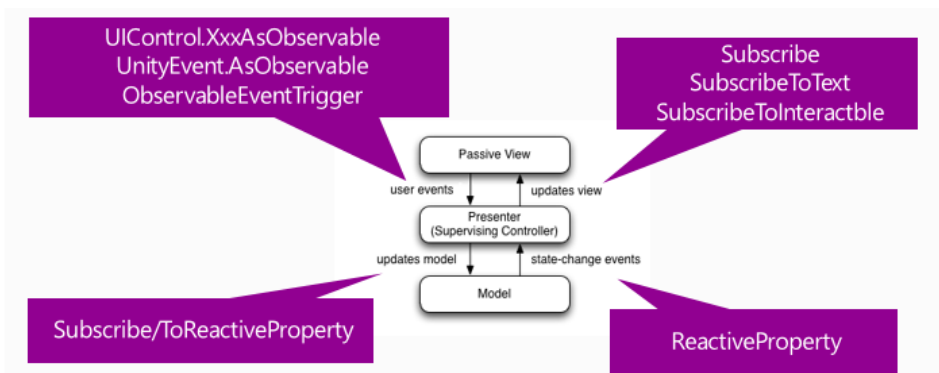 UIControl.XxxAsObservable
UnityEvent.AsObservable
ObservableEventTrigger
Subscribe
SubscribeToText
SubscribeToInteractble
Passive View
user events
updates view
Presenter
(Supervising Controller)
updates model
state-change events
Model
Subscribe/ToReactiveProperty
ReactiveProperty